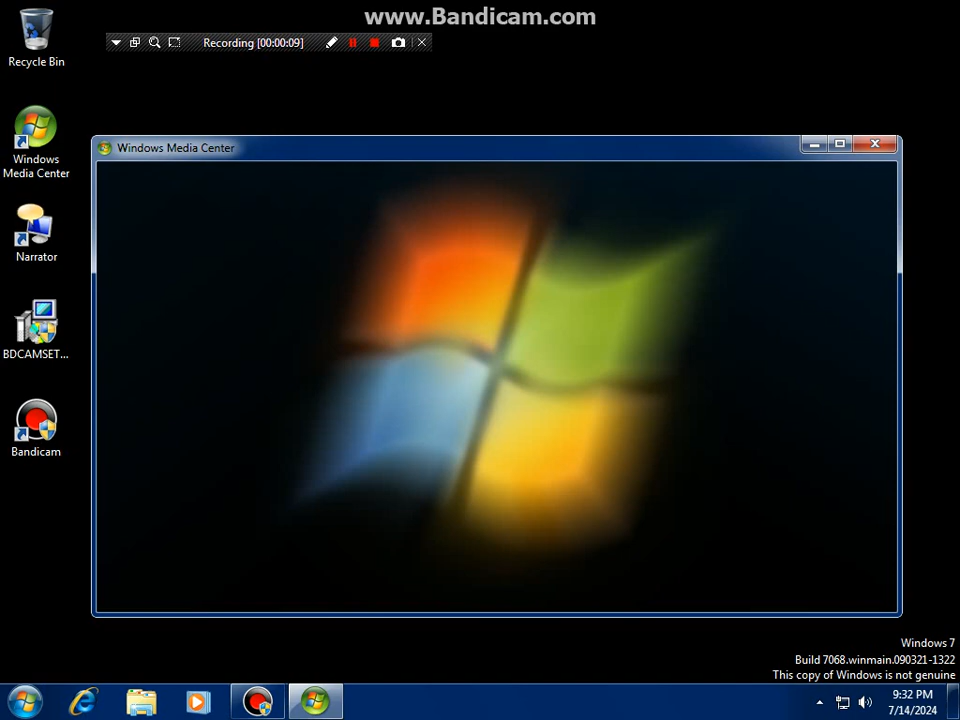 www.Bandicam.com
Recycle Bin
Recording [00:00:09]
Windows
Media Center
Windows Media Center
Narrator
BDCAMSET...
Bandicam
Windows 7
Build 7068.winmain.090321-1322
This copy of Windows is not genuine
9:32 PM
7/14/2024